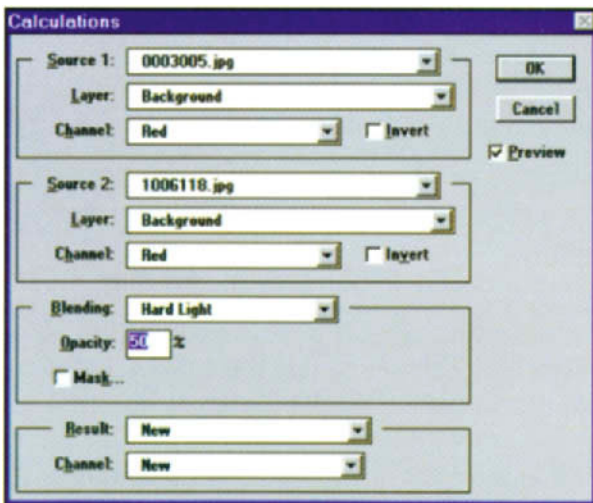 Calculations
Source 1: 0003005.jpg
OK
Layer: Background
Cancel
Channel: Red Invert
Preview
Source 2: 1006118.jpg
Layer: Background
Channel: Red Invert
Blending: Hard Light
Opacity: 50 %
Mask...
Result: New
Channel: New